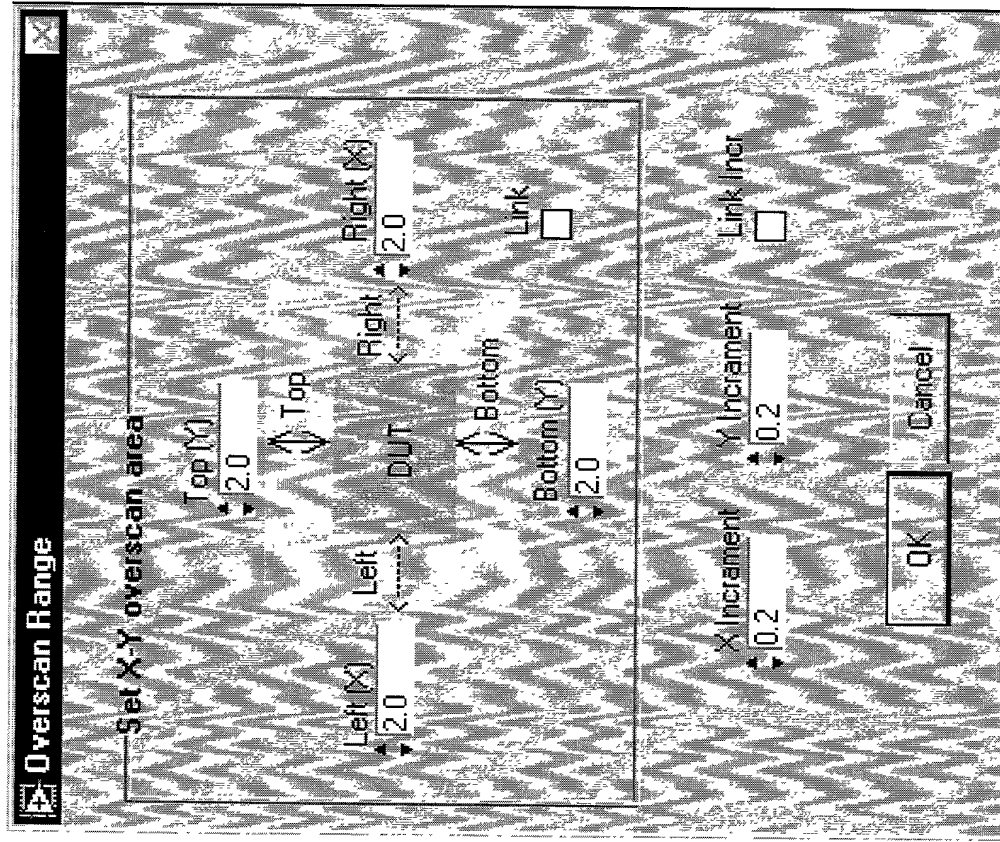 Overscan Range
Set X-Y overscan area
Top (Y)
2.0
Top
Left (X)
2.0
Left
DUT
Right
Right (X)
2.0
Bottom
Bottom (Y)
2.0
Link
X Incrament
0.2
Y Incrament
0.2
Link Incr
OK
Cancel